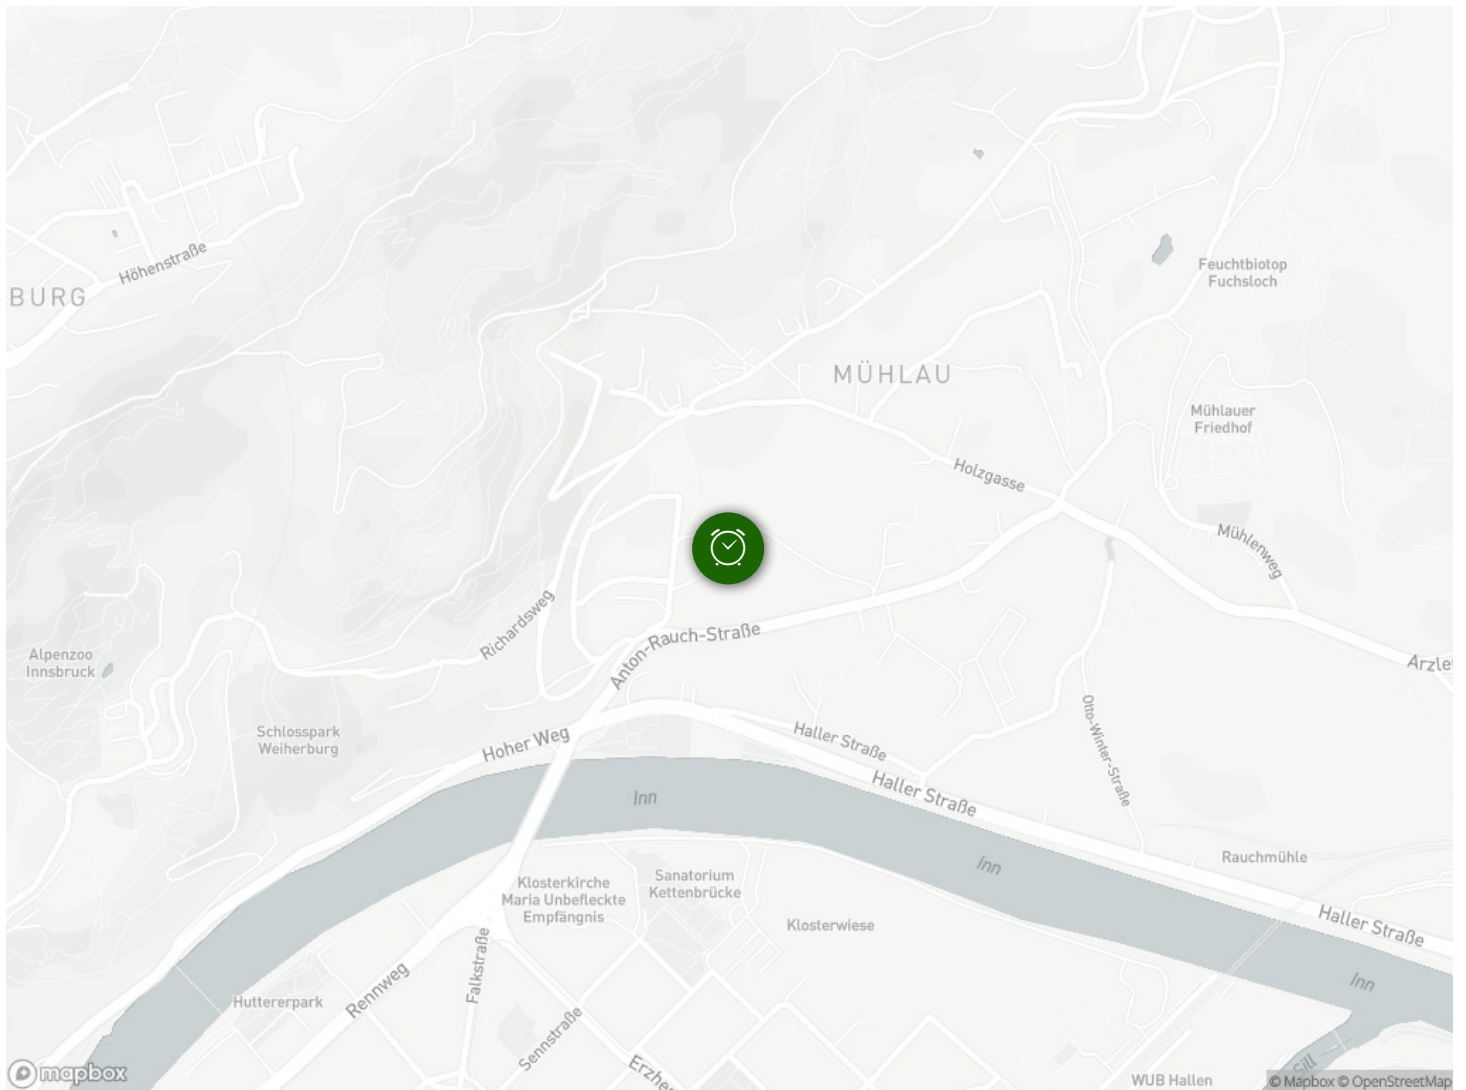 Höhenstraße
BURG
Feuchtbiotop
Fuchsloch
MÜHLAU
Mühlauer
Friedhof
Holzgasse
Mühlenweg
Richardsweg
Anton-Rauch-Straße
Alpenzoo
Innsbruck
Arzle
Schlosspark
Weiherburg
Hoher Weg
Otto-Winter-Straße
Haller Straße
Haller Straße
Inn
Inn
Rauchmühle
Klosterkirche
Maria Unbefleckte
Empfängnis
Sanatorium
Kettenbrücke
Klosterwiese
Haller Straße
Falkstraße
Rennweg
Inn
Huttererpark
Sennstraße
Erzhe
Sill
WUB Hallen
mapbox
© Mapbox © OpenStreetMap